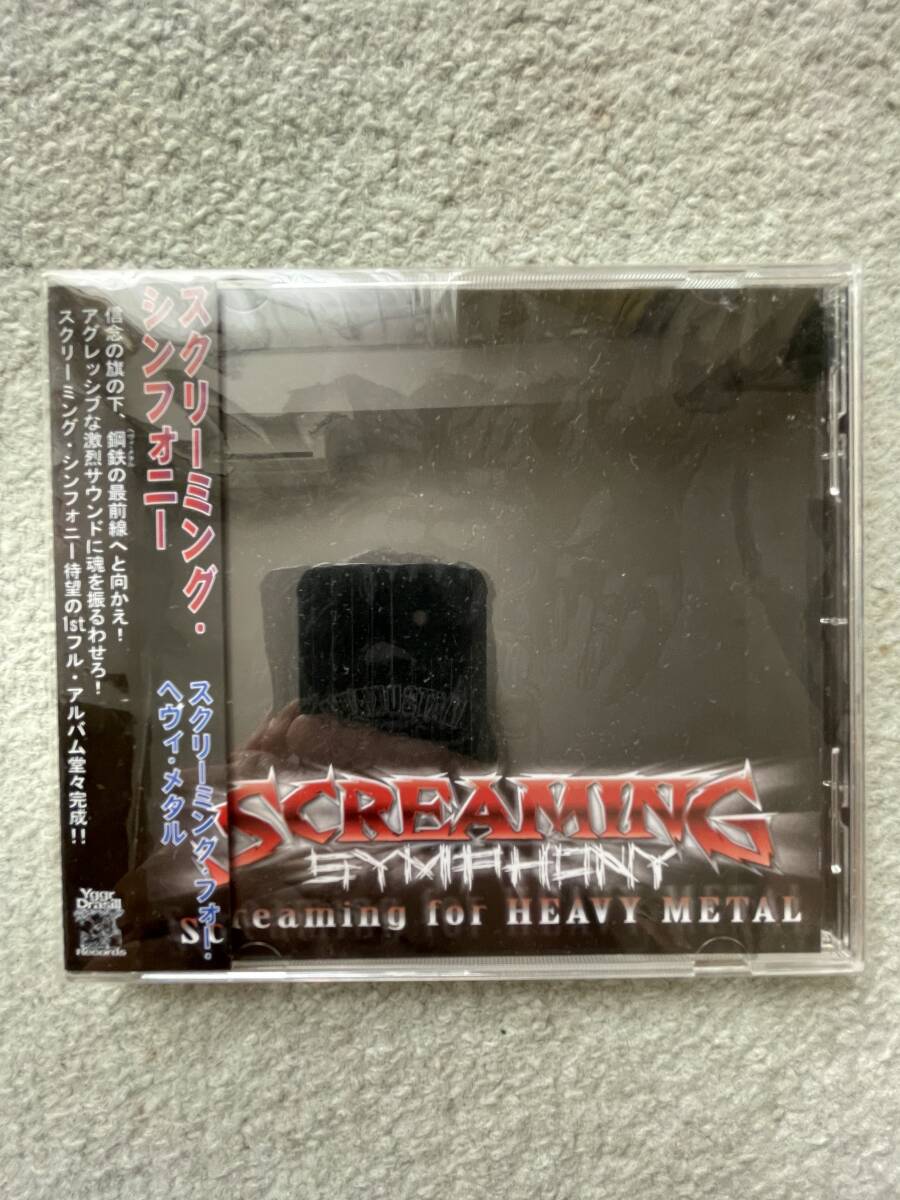 スクリーミング・
シンフォニー
スクリーミング・フォー・
ヘヴィ・メタル
信念の旗の下、鋼鉄の最前線へと向かえ!
アグレッシブな激烈サウンドに魂を振るわせろ!
スクリーミング・シンフォニー待望の1stフル・アルバム堂々完成!!
Yggr
Drasill
Records
SCREAMING
SYMPHONY
Screaming for HEAVY METAL